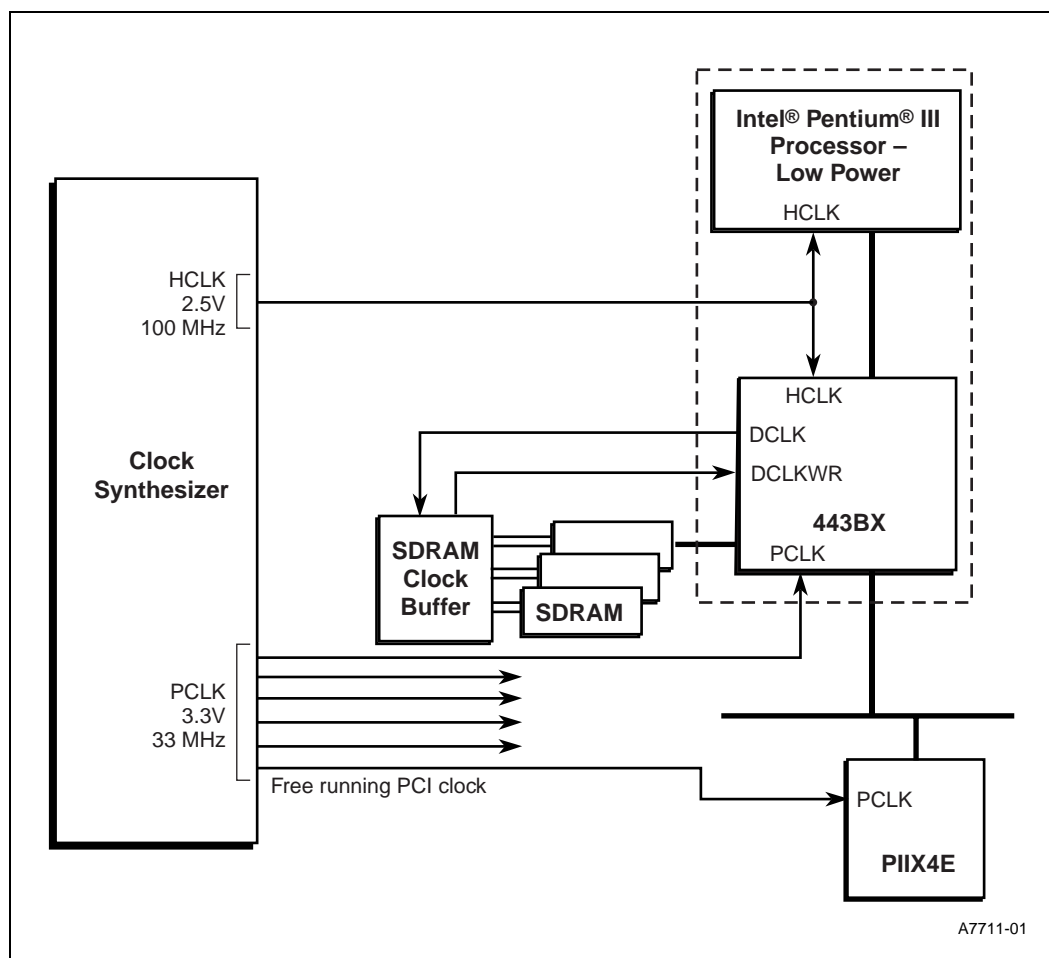 Intel® Pentium® III
Processor –
Low Power
HCLK
HCLK
2.5V
100 MHz
Clock
Synthesizer
HCLK
DCLK
DCLKWR
443BX
PCLK
SDRAM
Clock
Buffer
SDRAM
PCLK
3.3V
33 MHz
Free running PCI clock
PCLK
PIIX4E
A7711-01